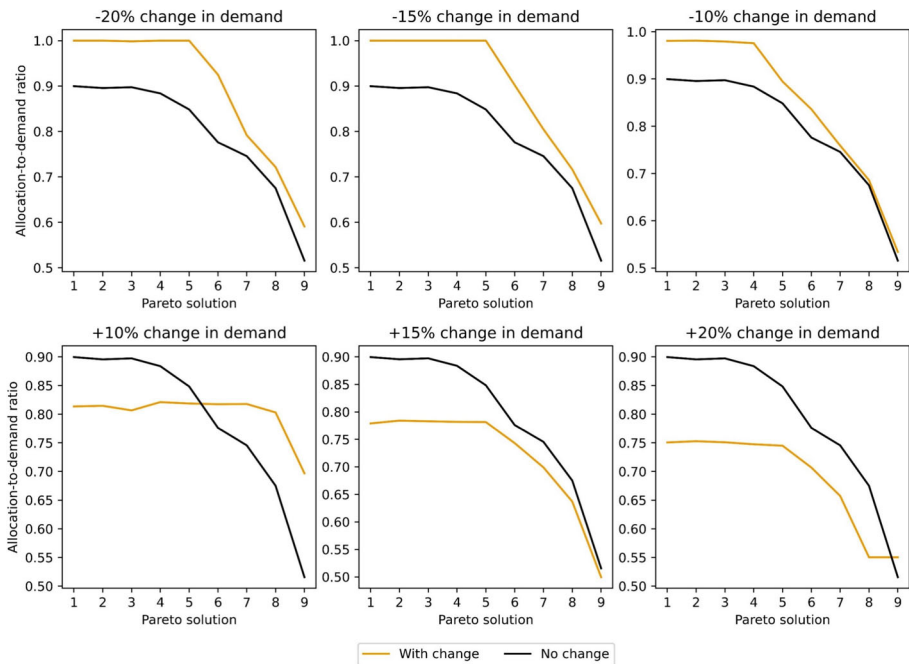 -20% change in demand
-15% change in demand
-10% change in demand
Allocation-to-demand ratio
1.0
0.9
0.8
0.7
0.6
0.5
1 2 3 4 5 6 7 8 9
Pareto solution
1.0
0.9
0.8
0.7
0.6
0.5
1 2 3 4 5 6 7 8 9
Pareto solution
1.0
0.9
0.8
0.7
0.6
0.5
1 2 3 4 5 6 7 8 9
Pareto solution
+10% change in demand
+15% change in demand
+20% change in demand
Allocation-to-demand ratio
0.90
0.85
0.80
0.75
0.70
0.65
0.60
0.55
0.50
1 2 3 4 5 6 7 8 9
Pareto solution
0.90
0.85
0.80
0.75
0.70
0.65
0.60
0.55
0.50
1 2 3 4 5 6 7 8 9
Pareto solution
0.90
0.85
0.80
0.75
0.70
0.65
0.60
0.55
0.50
1 2 3 4 5 6 7 8 9
Pareto solution
With change
No change